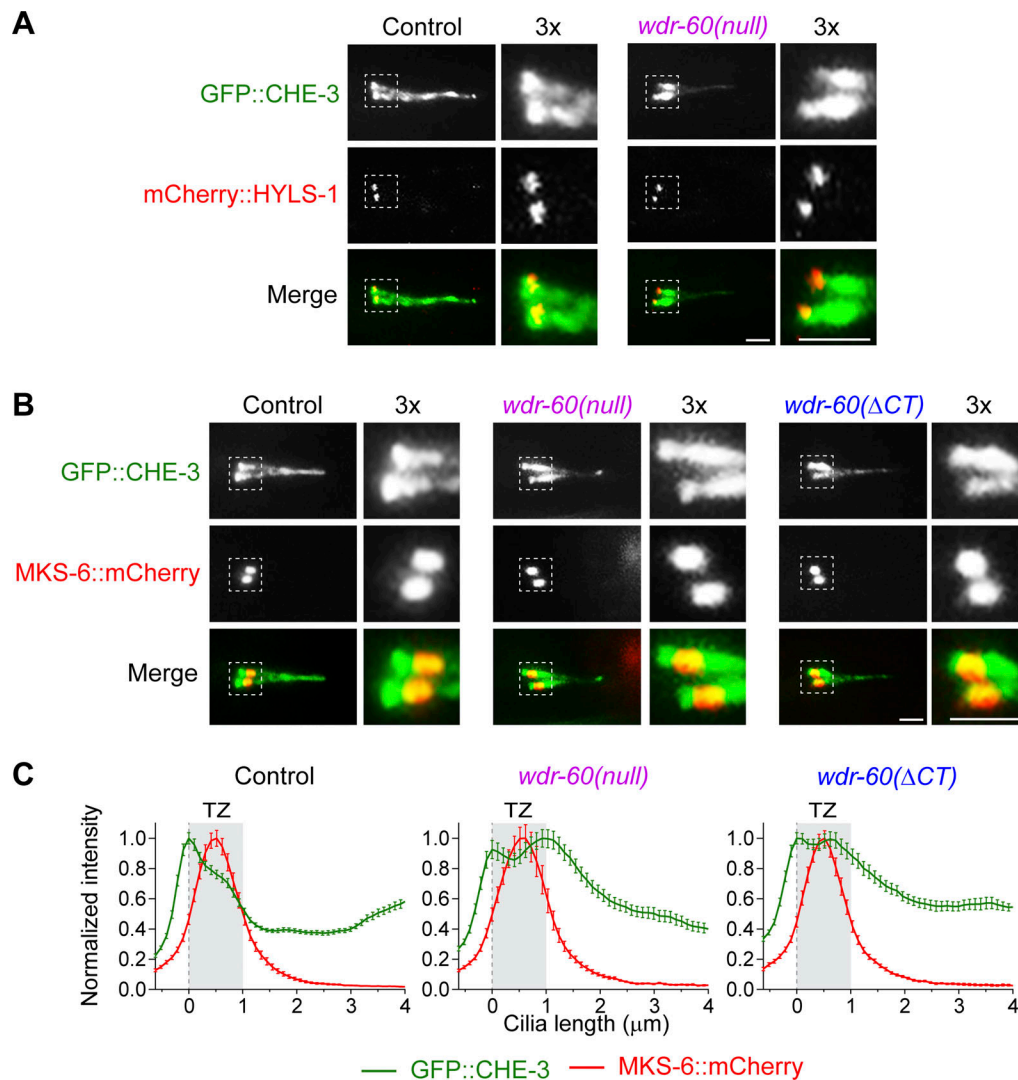 A
Control
3x
wdr-60(null)
3x
GFP::CHE-3
mCherry::HYLS-1
Merge
B
Control
3x
wdr-60(null)
3x
wdr-60(ΔCT)
3x
GFP::CHE-3
MKS-6::mCherry
Merge
C
Control
wdr-60(null)
wdr-60(ΔCT)
TZ
TZ
TZ
Normalized intensity
1.0
0.8
0.6
0.4
0.2
0.0
0 1 2 3 4
1.0
0.8
0.6
0.4
0.2
0.0
0 1 2 3 4
1.0
0.8
0.6
0.4
0.2
0.0
0 1 2 3 4
Cilia length (μm)
GFP::CHE-3 MKS-6::mCherry